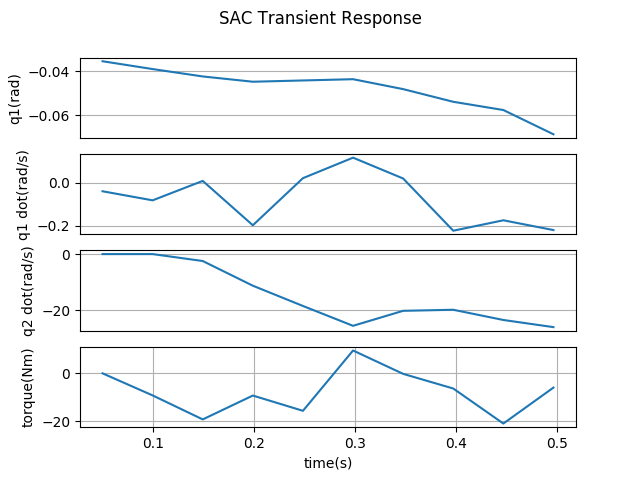 SAC Transient Response
q1(rad)
−0.04
−0.06
q1 dot(rad/s)
0.0
−0.2
q2 dot(rad/s)
0
−20
torque(Nm)
0
−20
0.1 0.2 0.3 0.4 0.5
time(s)